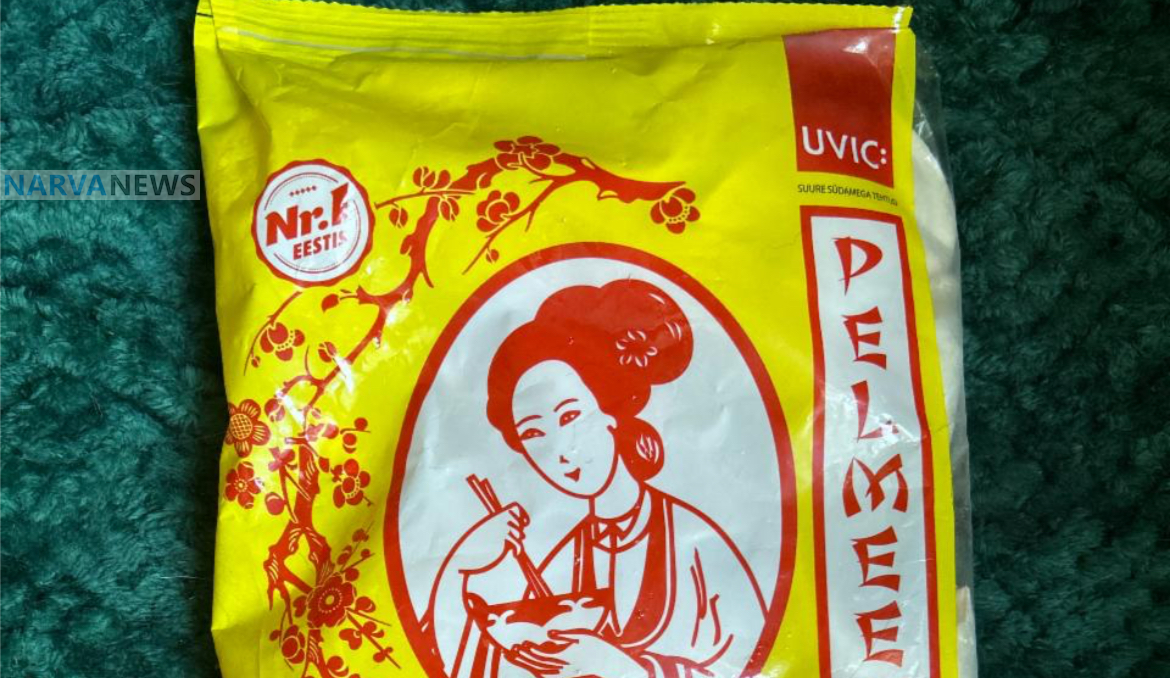 NARVANEWS
Nr.1
EESTIS
UVIC:
SUURE SÜDAMEGA TEHTUD
PELMEE